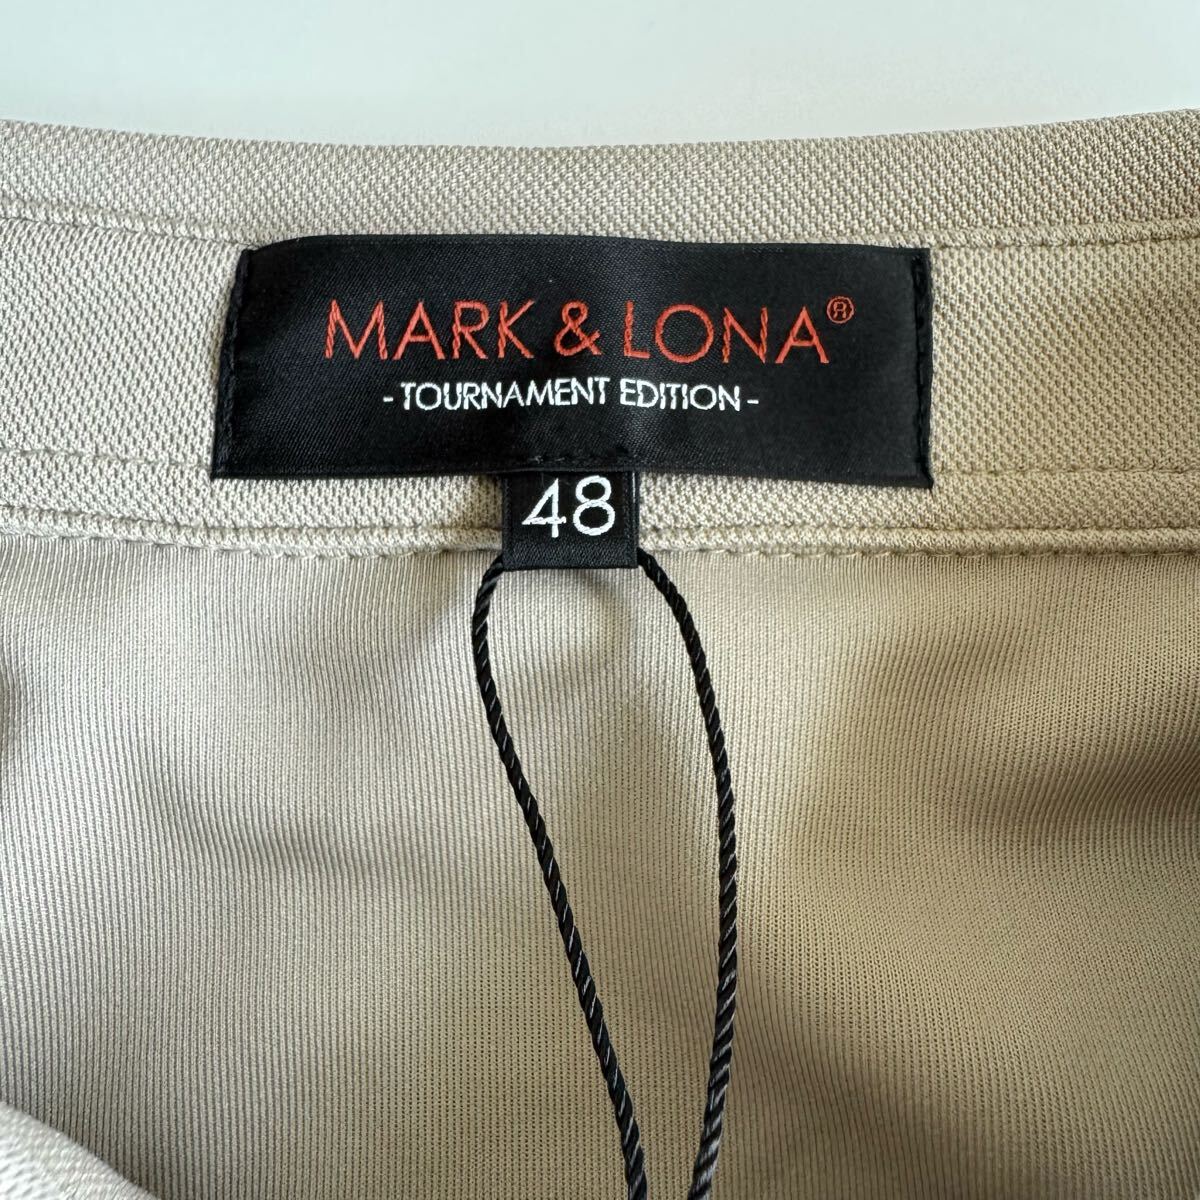 MARK & LONA®
- TOURNAMENT EDITION -
48